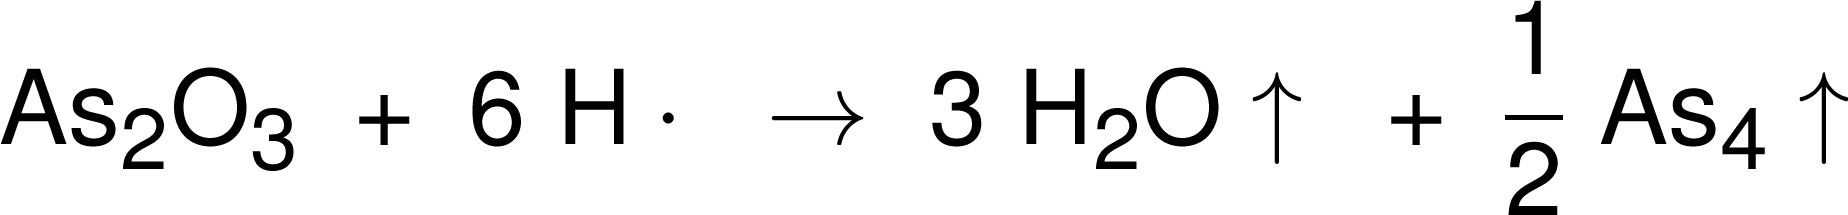 As₂O₃ + 6 H · → 3 H₂O ↑ + 1/2 As₄ ↑